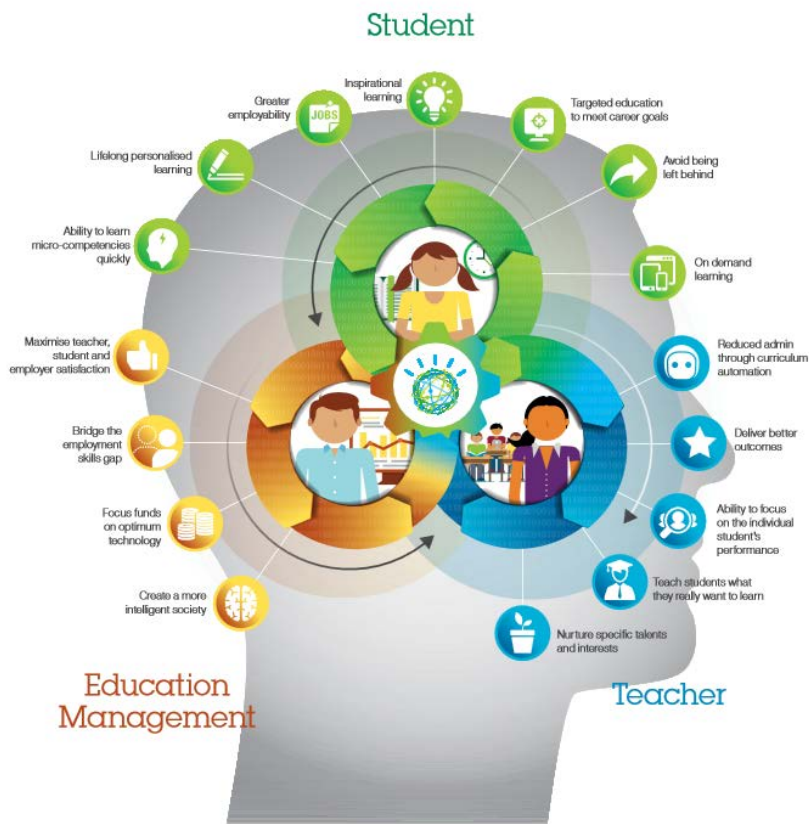 Student
Inspirational
learning
Greater
employability
JOBS
Targeted education
to meet career goals
Lifelong personalised
learning
Avoid being
left behind
Ability to learn
micro-competencies
quickly
On demand
learning
Maximise teacher,
student and
employer satisfaction
Reduced admin
through curriculum
automation
Bridge the
employment
skills gap
Deliver better
outcomes
Focus funds
on optimum
technology
Ability to focus
on the individual
student's
performance
Create a more
intelligent society
Teach students what
they really want to learn
Nurture specific talents
and interests
Education
Management
Teacher